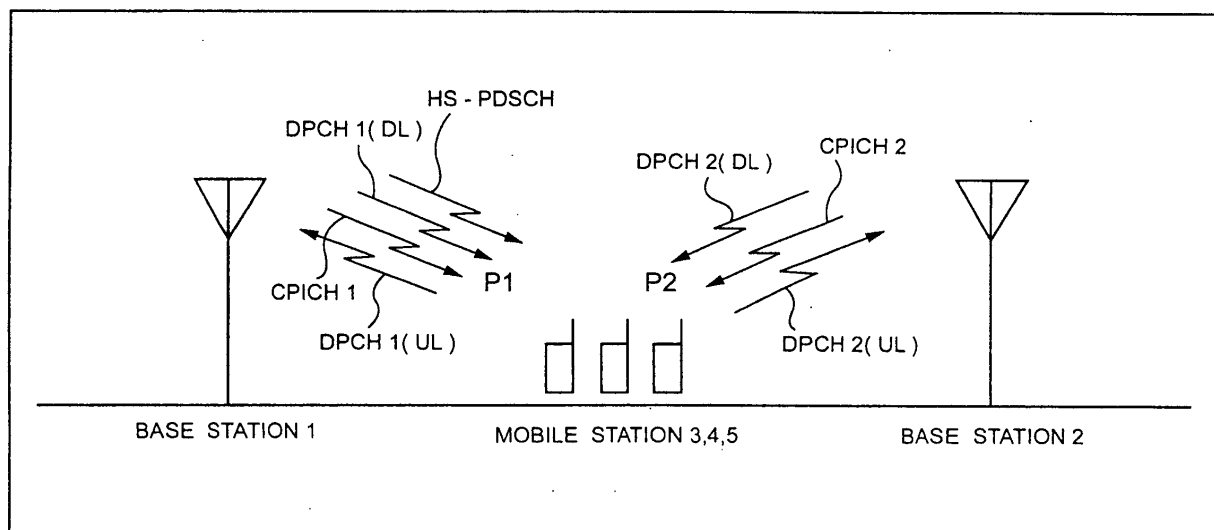 HS - PDSCH
DPCH 1( DL )
CPICH 2
DPCH 2( DL )
CPICH 1
P1
P2
DPCH 1( UL )
DPCH 2( UL )
BASE STATION 1
MOBILE STATION 3,4,5
BASE STATION 2